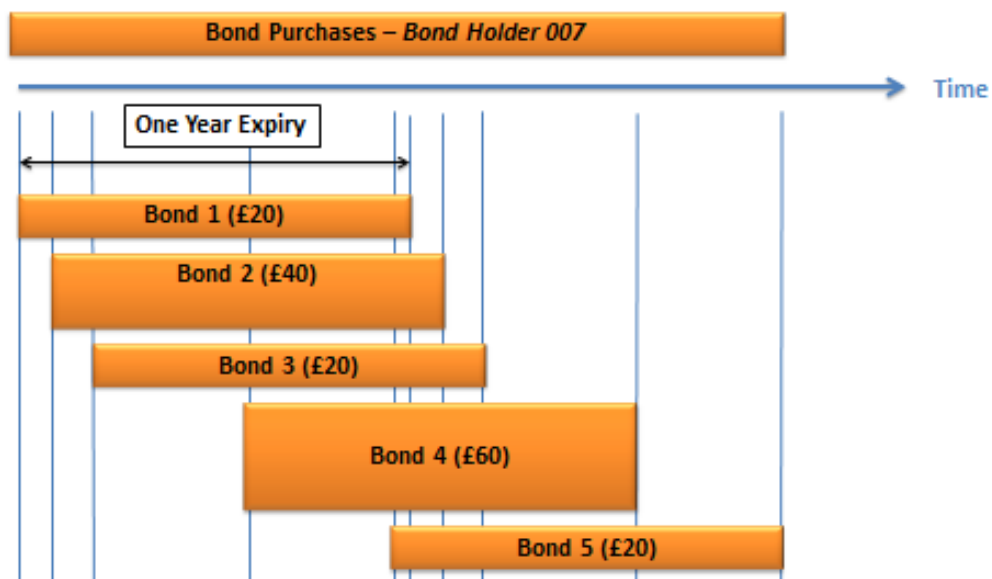 Bond Purchases – Bond Holder 007
Time
One Year Expiry
Bond 1 (£20)
Bond 2 (£40)
Bond 3 (£20)
Bond 4 (£60)
Bond 5 (£20)